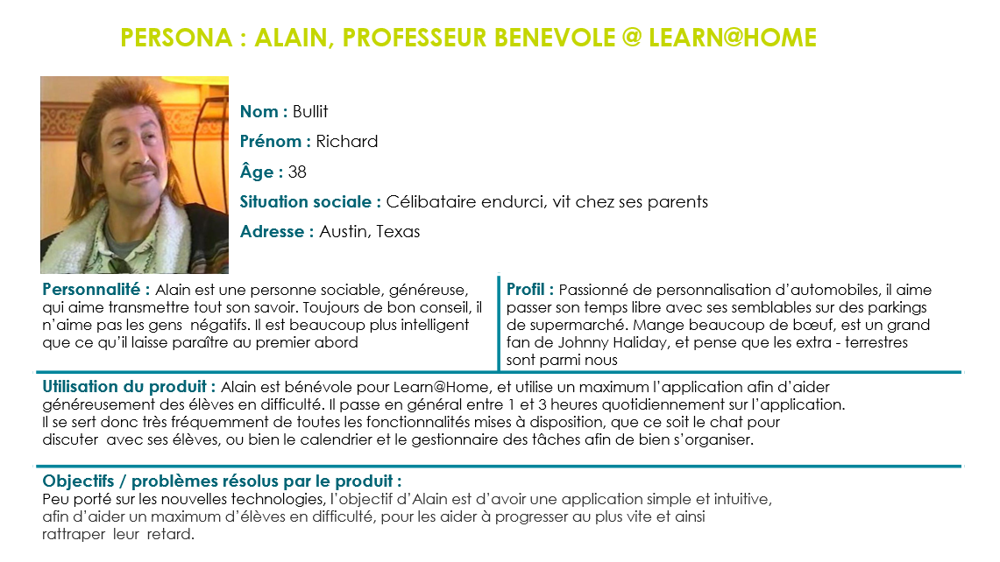 PERSONA : ALAIN, PROFESSEUR BENEVOLE @ LEARN@HOME
Nom : Bullit
Prénom : Richard
Âge : 38
Situation sociale : Célibataire endurci, vit chez ses parents
Adresse : Austin, Texas
Personnalité : Alain est une personne sociable, généreuse,
qui aime transmettre tout son savoir. Toujours de bon conseil, il
n'aime pas les gens négatifs. Il est beaucoup plus intelligent
que ce qu'il laisse paraître au premier abord
Profil : Passionné de personnalisation d'automobiles, il aime
passer son temps libre avec ses semblables sur des parkings
de supermarché. Mange beaucoup de bœuf, est un grand
fan de Johnny Haliday, et pense que les extra - terrestres
sont parmi nous
Utilisation du produit : Alain est bénévole pour Learn@Home, et utilise un maximum l'application afin d'aider
généreusement des élèves en difficulté. Il passe en général entre 1 et 3 heures quotidiennement sur l'application.
Il se sert donc très fréquemment de toutes les fonctionnalités mises à disposition, que ce soit le chat pour
discuter avec ses élèves, ou bien le calendrier et le gestionnaire des tâches afin de bien s'organiser.
Objectifs / problèmes résolus par le produit :
Peu porté sur les nouvelles technologies, l'objectif d'Alain est d'avoir une application simple et intuitive,
afin d'aider un maximum d'élèves en difficulté, pour les aider à progresser au plus vite et ainsi
rattraper leur retard.